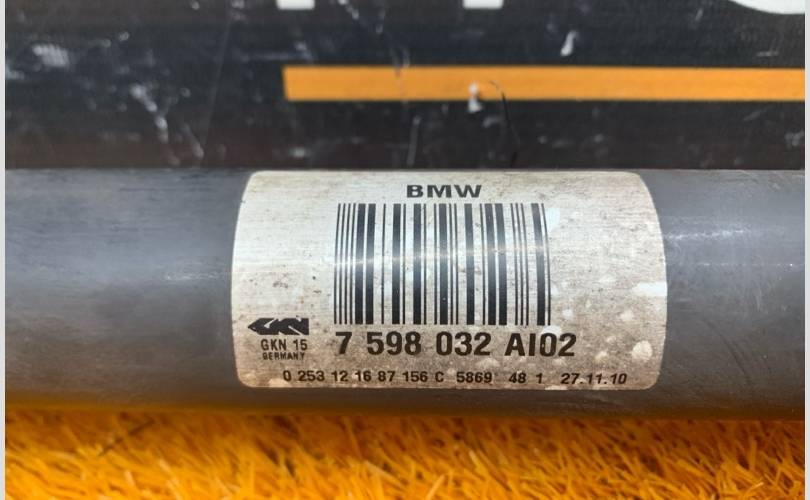 BMW
GKN
GKN 15
GERMANY
7 598 032 AI02
0 253 12 16 87 156 C 5869 48 1 27.11.10